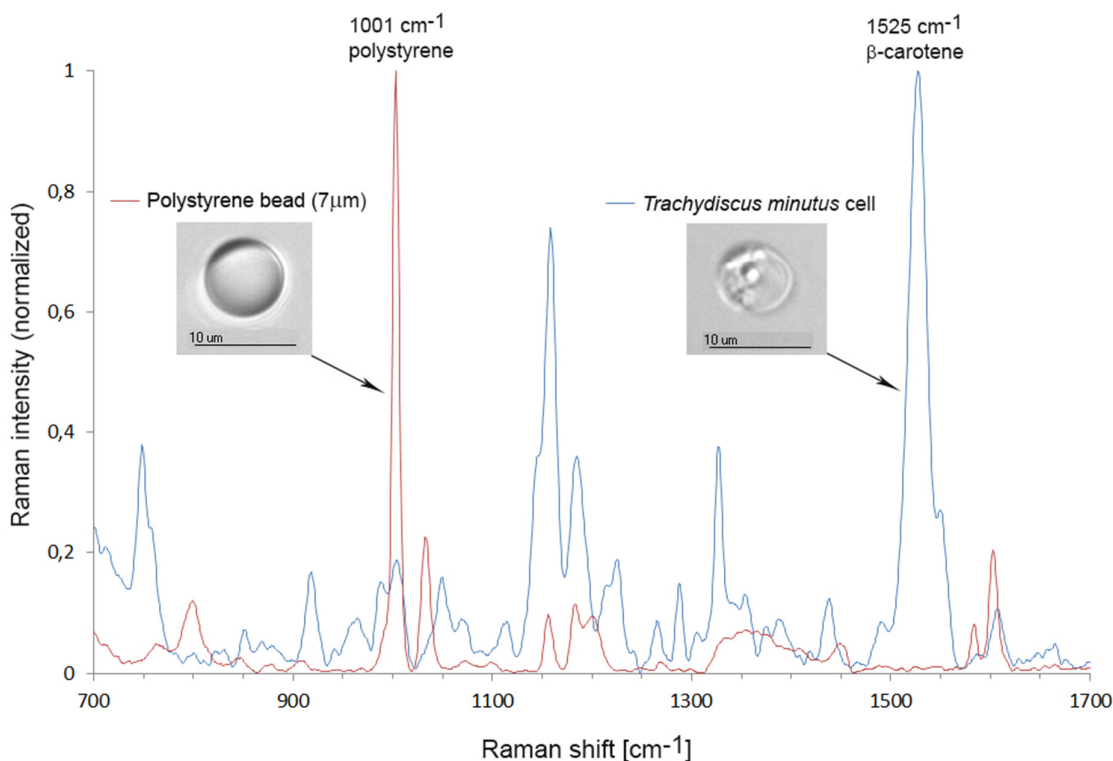 1001 cm-1
polystyrene
1525 cm-1
β-carotene
1
0,8
0,6
0,4
0,2
0
Raman intensity (normalized)
Polystyrene bead (7μm)
10 um
Trachydiscus minutus cell
10 um
700
900
1100
1300
1500
1700
Raman shift [cm-1]